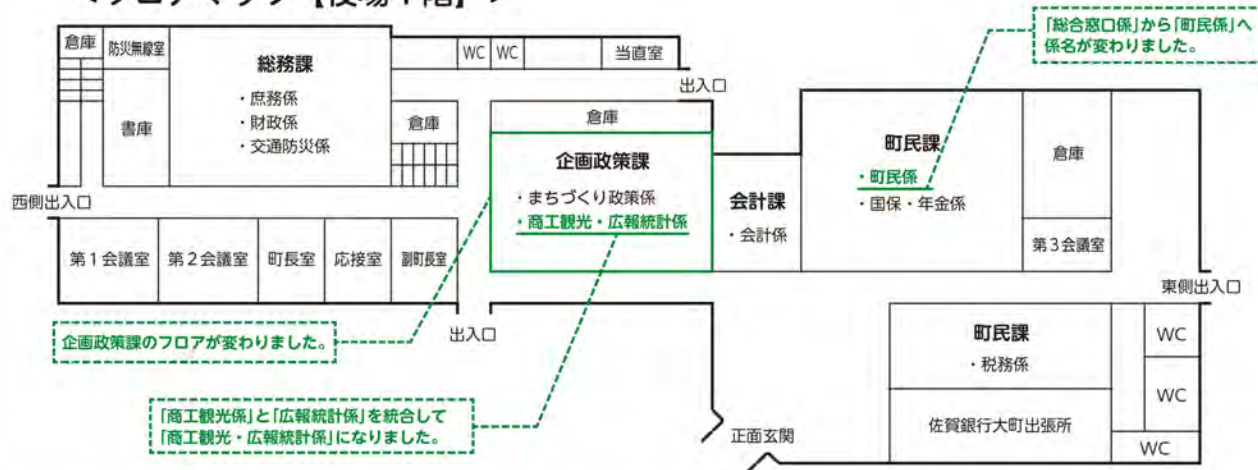 「総合窓口係」から「町民係」へ
係名が変わりました。
倉庫
防災無線室
総務課
・庶務係
・財政係
・交通防災係
書庫
倉庫
WC
WC
当直室
出入口
倉庫
企画政策課
・まちづくり政策係
・商工観光・広報統計係
会計課
・会計係
町民課
・町民係
・国保・年金係
倉庫
第3会議室
西側出入口
第1会議室
第2会議室
町長室
応接室
副町長室
東側出入口
出入口
企画政策課のフロアが変わりました。
「商工観光係」と「広報統計係」を統合して
「商工観光・広報統計係」になりました。
正面玄関
町民課
・税務係
佐賀銀行大町出張所
WC
WC
WC